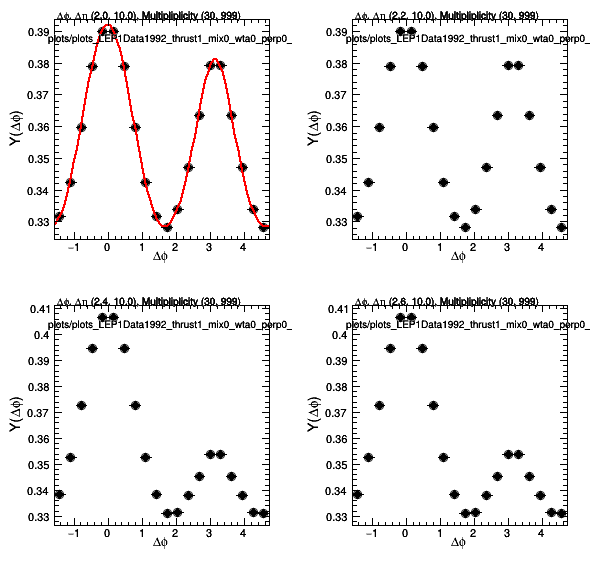 Δϕ, Δη (2.0, 10.0), Multipliplicity (30, 999)
plots/plots_LEP1Data1992_thrust1_mix0_wta0_perp0_
Y(Δϕ)
0.39
0.38
0.37
0.36
0.35
0.34
0.33
−1 0 1 2 3 4
Δϕ
Δϕ, Δη (2.2, 10.0), Multipliplicity (30, 999)
plots/plots_LEP1Data1992_thrust1_mix0_wta0_perp0_
Y(Δϕ)
0.39
0.38
0.37
0.36
0.35
0.34
0.33
−1 0 1 2 3 4
Δϕ
Δϕ, Δη (2.4, 10.0), Multipliplicity (30, 999)
plots/plots_LEP1Data1992_thrust1_mix0_wta0_perp0_
Y(Δϕ)
0.41
0.4
0.39
0.38
0.37
0.36
0.35
0.34
0.33
−1 0 1 2 3 4
Δϕ
Δϕ, Δη (2.6, 10.0), Multipliplicity (30, 999)
plots/plots_LEP1Data1992_thrust1_mix0_wta0_perp0_
Y(Δϕ)
0.41
0.4
0.39
0.38
0.37
0.36
0.35
0.34
0.33
−1 0 1 2 3 4
Δϕ